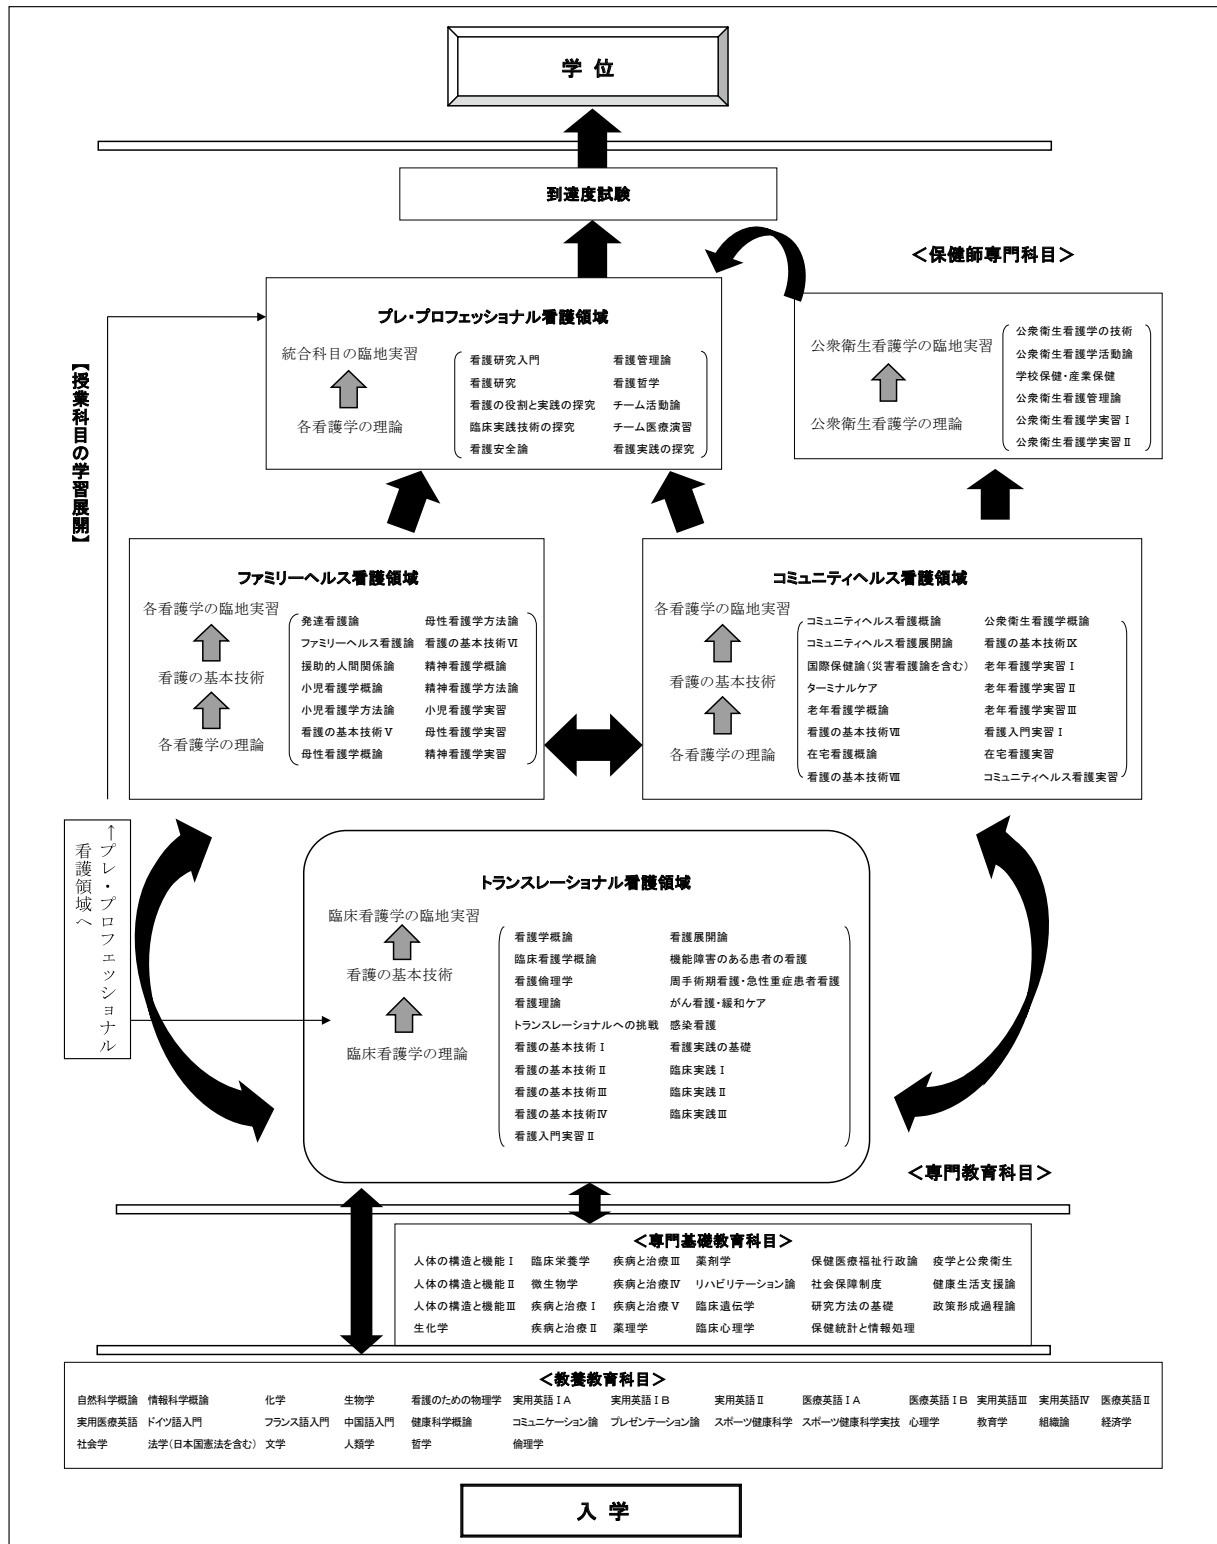 学 位
到達度試験
＜保健師専門科目＞
プレ・プロフェッショナル看護領域
統合科目の臨地実習
各看護学の理論
看護研究入門 看護管理論
看護研究 看護哲学
看護の役割と実践の探究 チーム活動論
臨床実践技術の探究 チーム医療演習
看護安全論 看護実践の探究
公衆衛生看護学の臨地実習
公衆衛生看護学の理論
公衆衛生看護学の技術
公衆衛生看護学活動論
学校保健・産業保健
公衆衛生看護管理論
公衆衛生看護学実習Ⅰ
公衆衛生看護学実習Ⅱ
【授業科目の学習展開】
ファミリーヘルス看護領域
各看護学の臨地実習
看護の基本技術
各看護学の理論
発達看護論 母性看護学方法論
ファミリーヘルス看護論 看護の基本技術Ⅵ
援助的人間関係論 精神看護学概論
小児看護学概論 精神看護学方法論
小児看護学方法論 小児看護学実習
看護の基本技術Ⅴ 母性看護学実習
母性看護学概論 精神看護学実習
コミュニティヘルス看護領域
各看護学の臨地実習
看護の基本技術
各看護学の理論
コミュニティヘルス看護概論 公衆衛生看護学概論
コミュニティヘルス看護展開論 看護の基本技術Ⅸ
国際保健論（災害看護論を含む） 老年看護学実習Ⅰ
ターミナルケア 老年看護学実習Ⅱ
老年看護学概論 老年看護学実習Ⅲ
看護の基本技術Ⅶ 看護入門実習Ⅰ
在宅看護概論 在宅看護実習
看護の基本技術Ⅷ コミュニティヘルス看護実習
↑プレ・プロフェッショナル
看護領域へ
トランスレーショナル看護領域
臨床看護学の臨地実習
看護の基本技術
臨床看護学の理論
看護学概論 看護展開論
臨床看護学概論 機能障害のある患者の看護
看護倫理学 周手術期看護・急性重症患者看護
看護理論 がん看護・緩和ケア
トランスレーショナルへの挑戦 感染看護
看護の基本技術Ⅰ 看護実践の基礎
看護の基本技術Ⅱ 臨床実践Ⅰ
看護の基本技術Ⅲ 臨床実践Ⅱ
看護の基本技術Ⅳ 臨床実践Ⅲ
看護入門実習Ⅱ
＜専門教育科目＞
＜専門基礎教育科目＞
人体の構造と機能Ⅰ 臨床栄養学 疾病と治療Ⅲ 薬剤学 保健医療福祉行政論 疫学と公衆衛生
人体の構造と機能Ⅱ 微生物学 疾病と治療Ⅳ リハビリテーション論 社会保障制度 健康生活支援論
人体の構造と機能Ⅲ 疾病と治療Ⅰ 疾病と治療Ⅴ 臨床遺伝学 研究方法の基礎 政策形成過程論
生化学 疾病と治療Ⅱ 薬理学 臨床心理学 保健統計と情報処理
＜教養教育科目＞
自然科学概論 情報科学概論 化学 生物学 看護のための物理学 実用英語ⅠA 実用英語ⅠB 実用英語Ⅱ 医療英語ⅠA 医療英語ⅠB 実用英語Ⅲ 実用英語Ⅳ 医療英語Ⅱ
実用医療英語 ドイツ語入門 フランス語入門 中国語入門 健康科学概論 コミュニケーション論 プレゼンテーション論 スポーツ健康科学 スポーツ健康科学実技 心理学 教育学 組織論 経済学
社会学 法学（日本国憲法を含む） 文学 人類学 哲学 倫理学
入 学